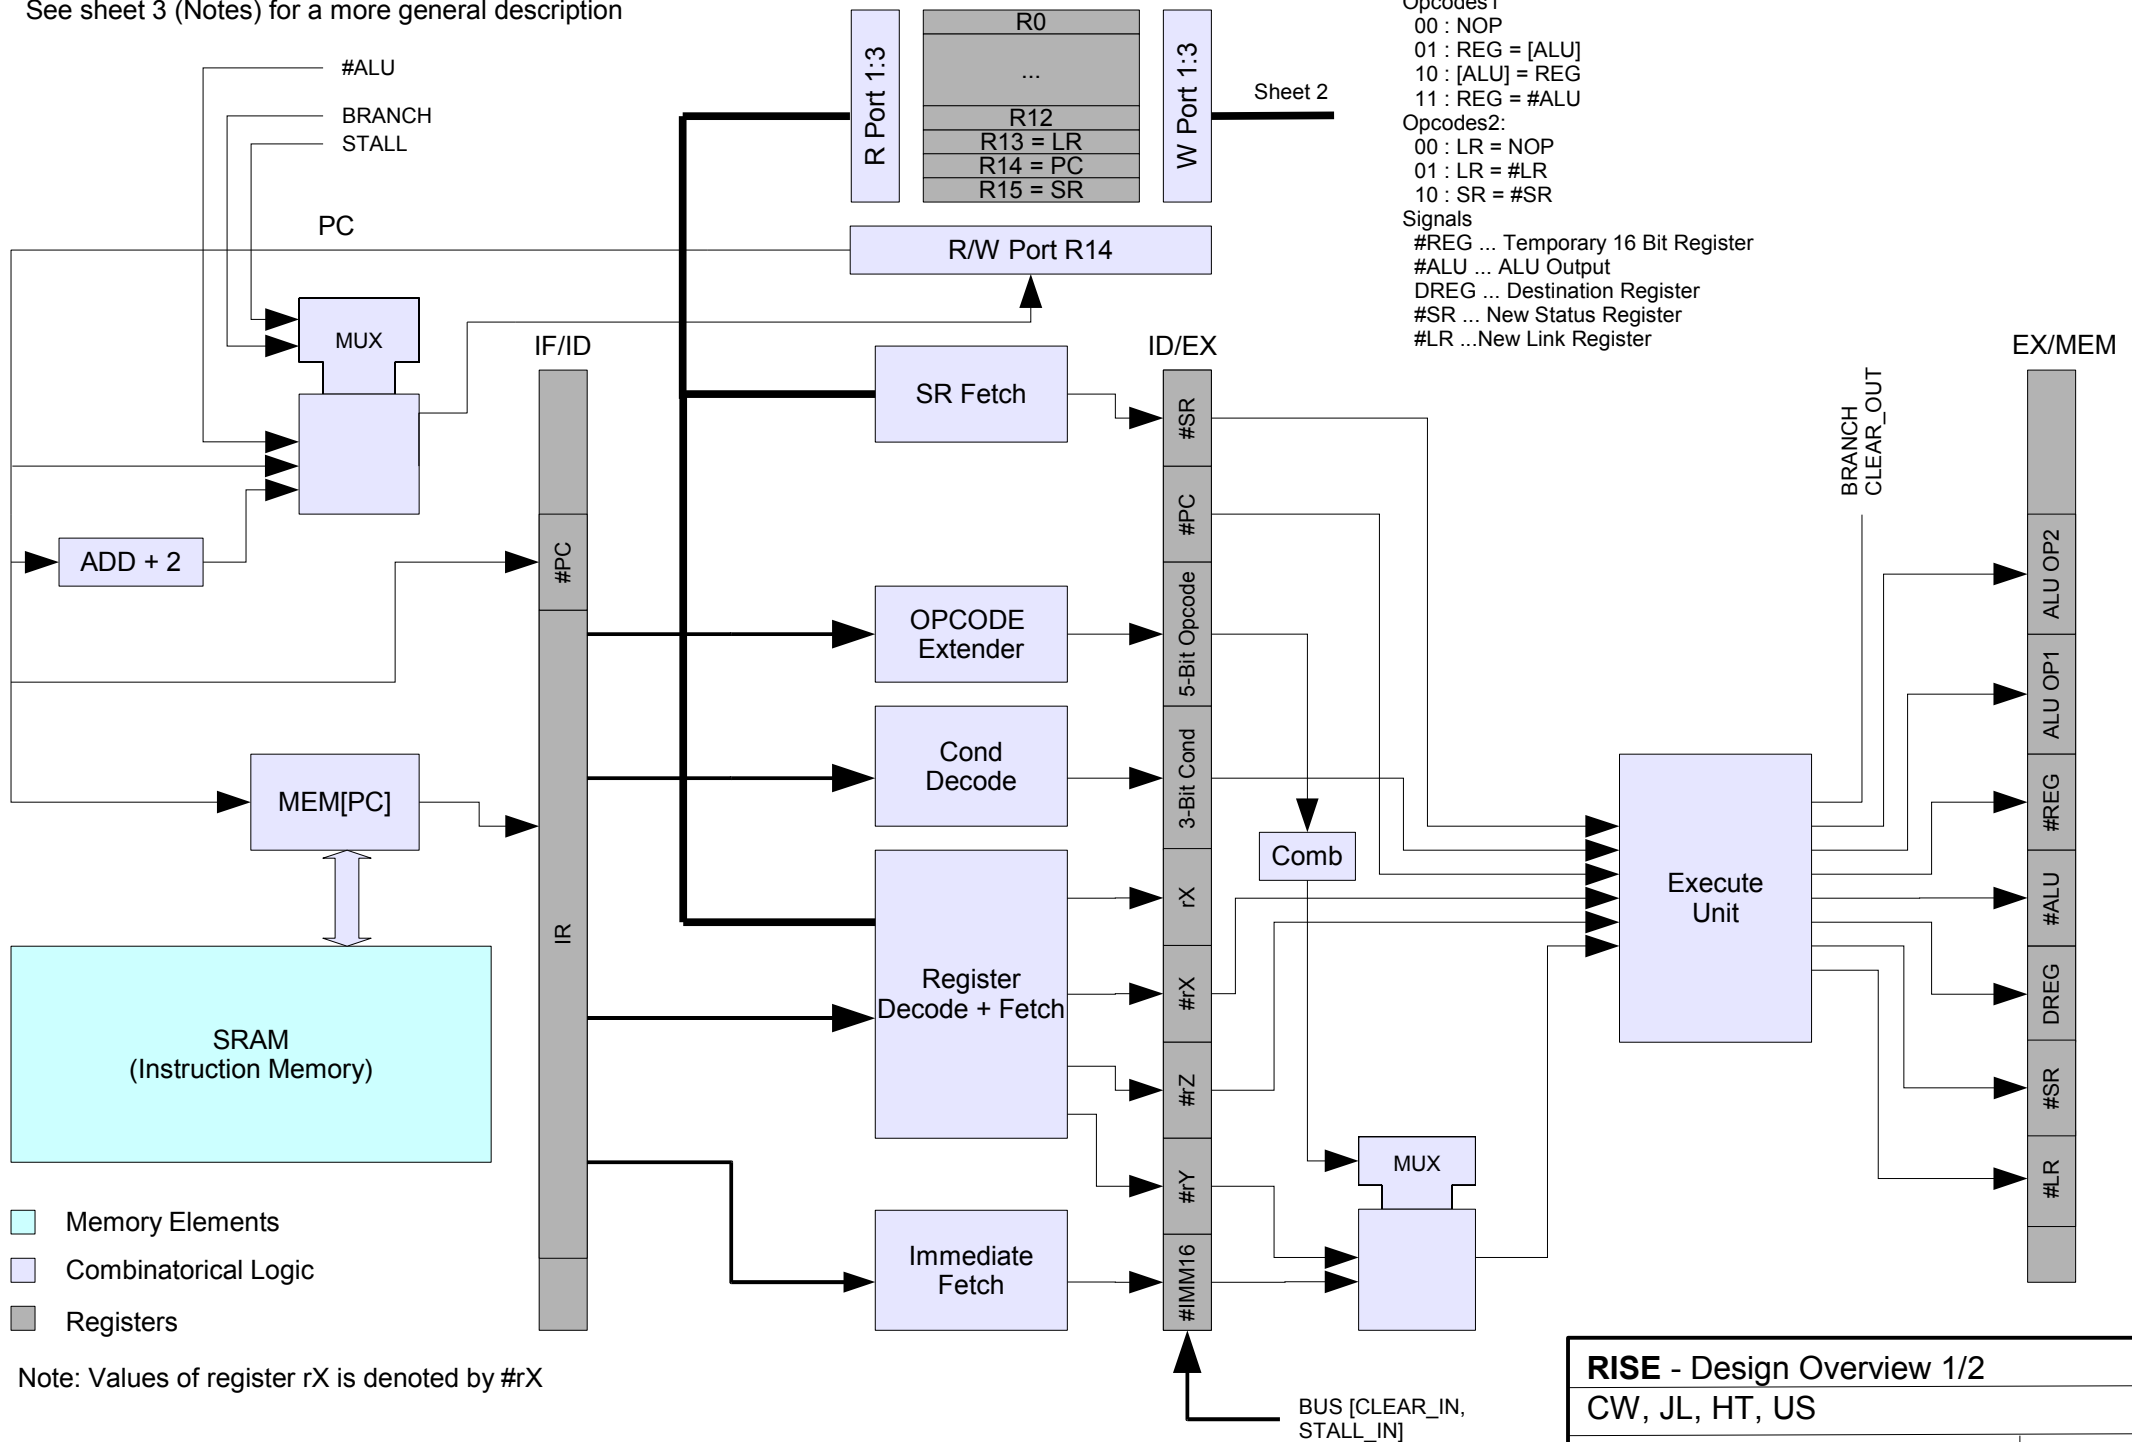 See sheet 3 (Notes) for a more general description
#ALU
BRANCH
STALL
PC
MUX
ADD + 2
MEM[PC]
SRAM
(Instruction Memory)
Memory Elements
Combinatorical Logic
Registers
Note: Values of register rX is denoted by #rX
IF/ID
#PC
IR
R Port 1:3
R0
...
R12
R13 = LR
R14 = PC
R15 = SR
W Port 1:3
Sheet 2
R/W Port R14
SR Fetch
OPCODE
Extender
Cond
Decode
Register
Decode + Fetch
Immediate
Fetch
ID/EX
#SR
#PC
5-Bit Opcode
3-Bit Cond
rX
#rX
#rZ
#rY
#IMM16
BUS [CLEAR_IN,
STALL_IN]
Comb
MUX
Opcodes1
00 : NOP
01 : REG = [ALU]
10 : [ALU] = REG
11 : REG = #ALU
Opcodes2:
00 : LR = NOP
01 : LR = #LR
10 : SR = #SR
Signals
#REG ... Temporary 16 Bit Register
#ALU ... ALU Output
DREG ... Destination Register
#SR ... New Status Register
#LR ...New Link Register
Execute
Unit
BRANCH
CLEAR_OUT
EX/MEM
ALU OP2
ALU OP1
#REG
#ALU
DREG
#SR
#LR
RISE - Design Overview 1/2
CW, JL, HT, US